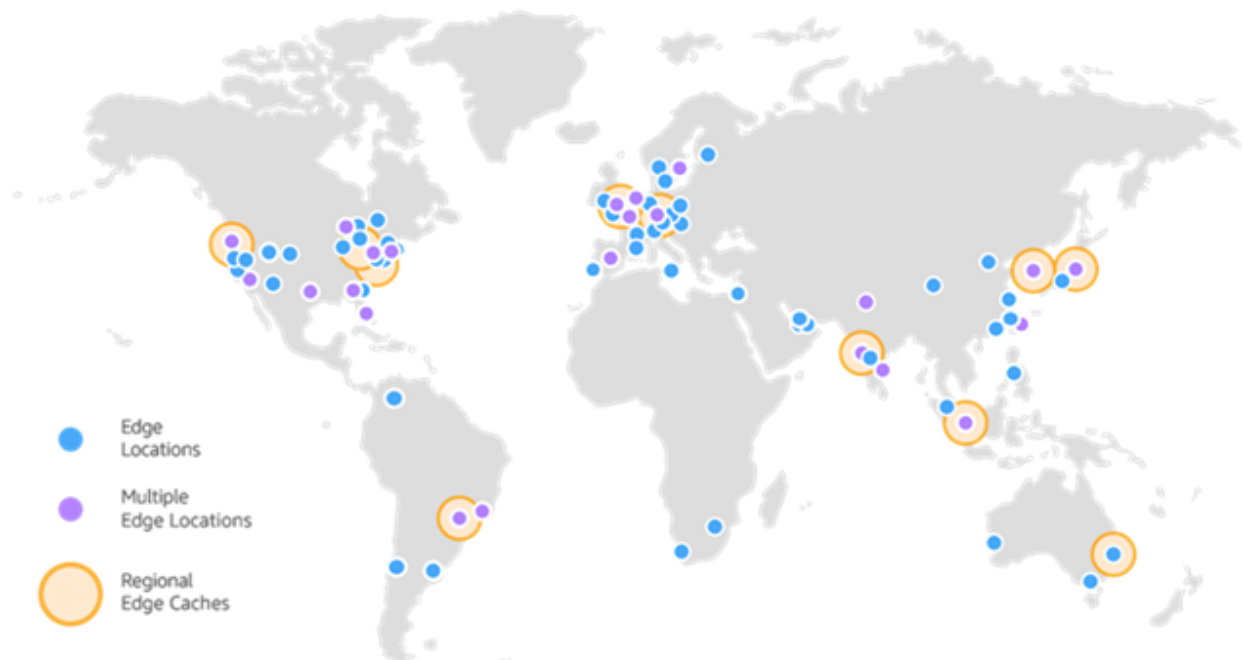 Edge
Locations
Multiple
Edge Locations
Regional
Edge Caches